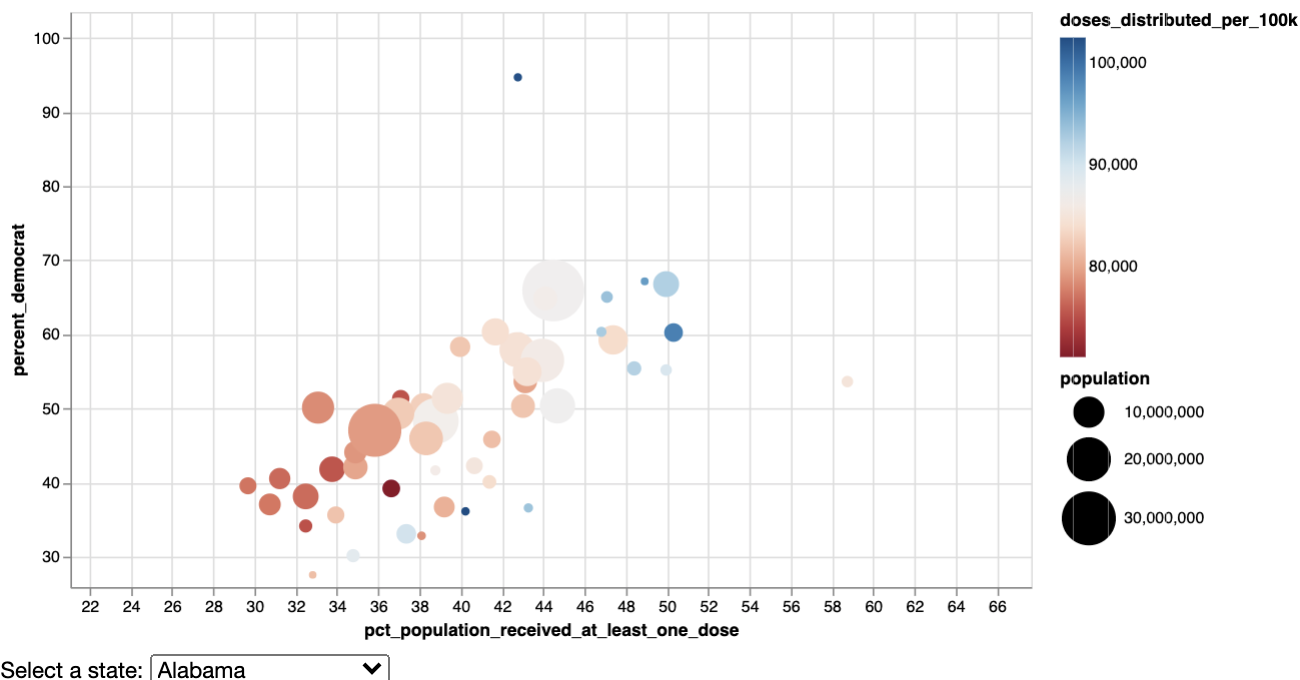 doses_distributed_per_100k
100
90
80
70
60
50
40
30
percent_democrat
22 24 26 28 30 32 34 36 38 40 42 44 46 48 50 52 54 56 58 60 62 64 66
pct_population_received_at_least_one_dose
100,000
90,000
80,000
population
10,000,000
20,000,000
30,000,000
Select a state: Alabama